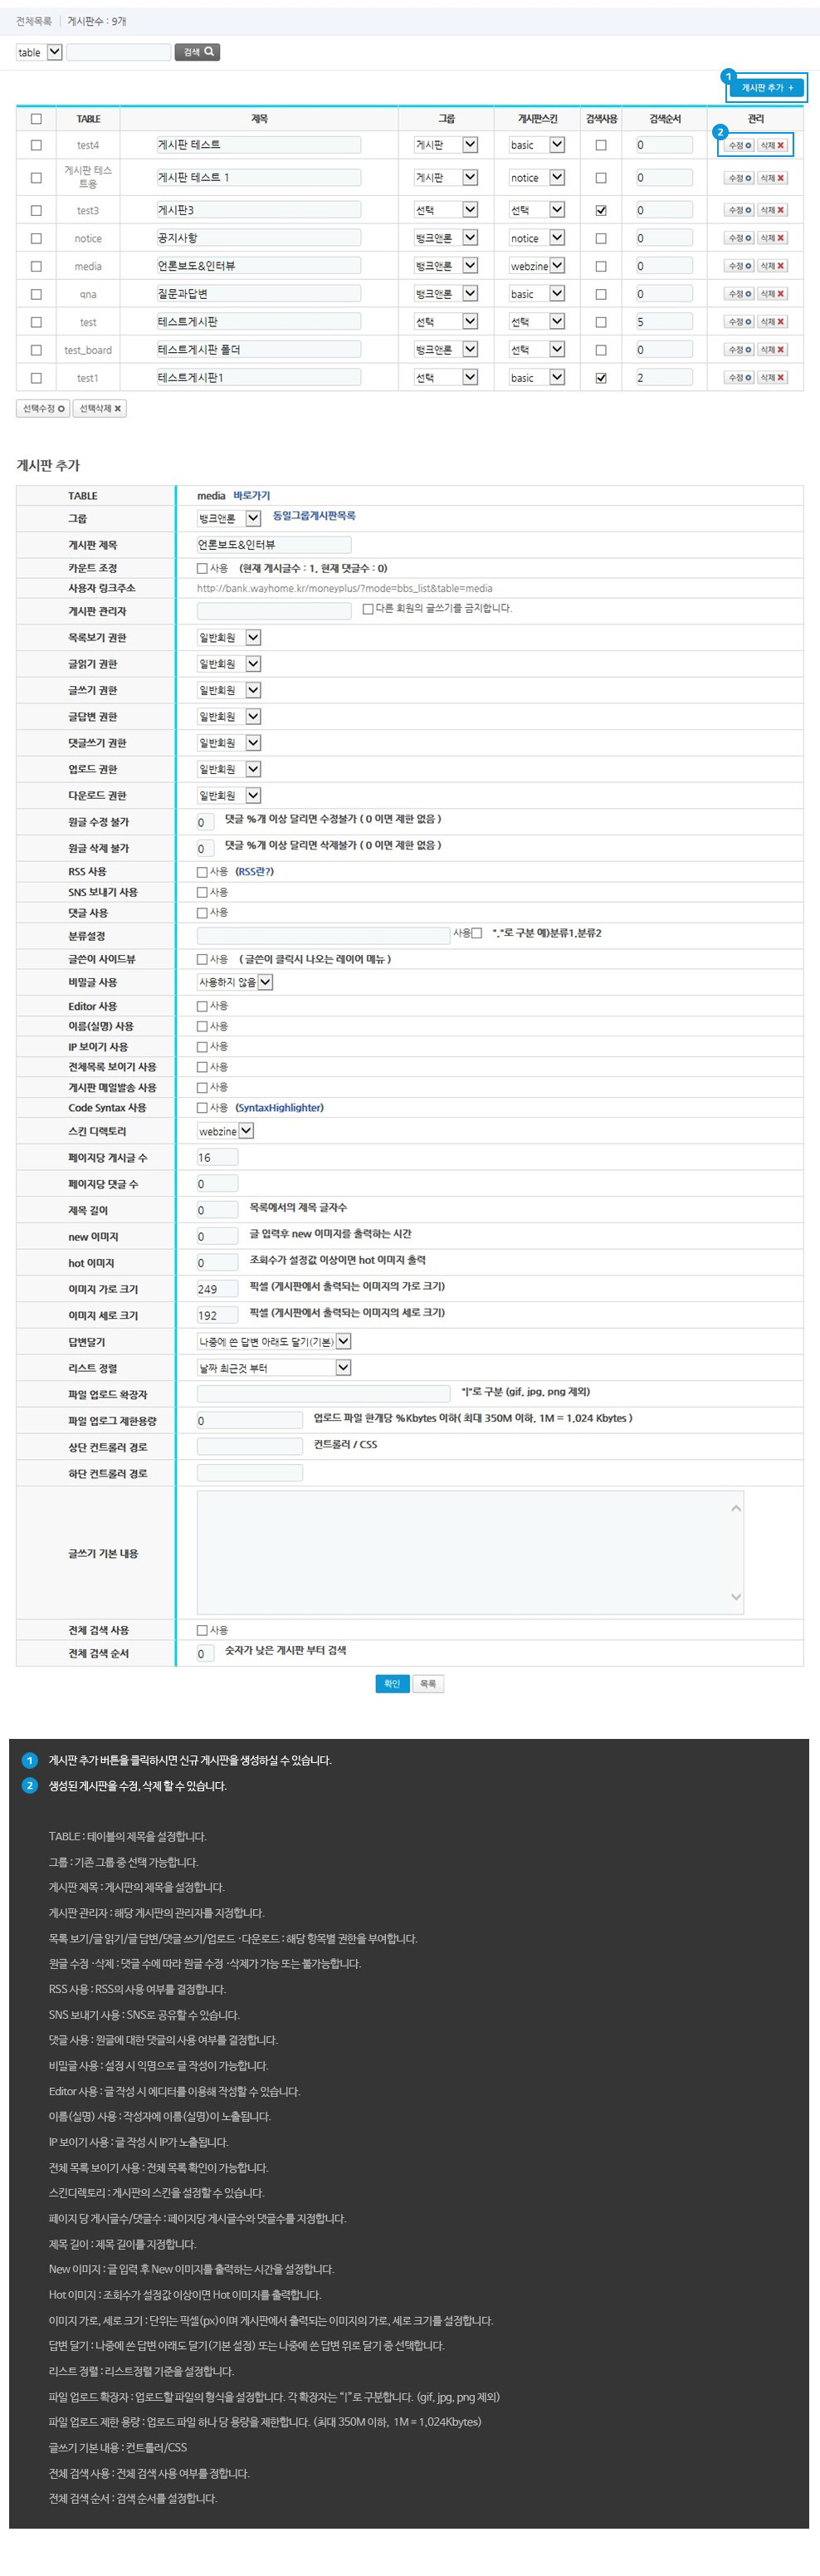 전체목록 | 게시판수 : 9개
table 검색
1
게시판 추가 +
TABLE 제목 그룹 게시판스킨 검색사용 검색순서 관리
2
test4 게시판 테스트 게시판 basic 0 수정 삭제
게시판 테스
트용 게시판 테스트 1 게시판 notice 0 수정 삭제
test3 게시판3 선택 선택 0 수정 삭제
notice 공지사항 뱅크앤론 notice 0 수정 삭제
media 언론보도&인터뷰 뱅크앤론 webzine 0 수정 삭제
qna 질문과답변 뱅크앤론 basic 0 수정 삭제
test 테스트게시판 선택 선택 5 수정 삭제
test_board 테스트게시판 폴더 뱅크앤론 선택 0 수정 삭제
test1 테스트게시판1 선택 basic 2 수정 삭제
선택수정 선택삭제
게시판 추가
TABLE media 바로가기
그룹 뱅크앤론 동일그룹게시판목록
게시판 제목 언론보도&인터뷰
카운트 조정 사용 (현재 게시글수 : 1, 현재 댓글수 : 0)
사용자 링크주소 http://bank.wayhome.kr/moneyplus/?mode=bbs_list&table=media
게시판 관리자 다른 회원의 글쓰기를 금지합니다.
목록보기 권한 일반회원
글읽기 권한 일반회원
글쓰기 권한 일반회원
글답변 권한 일반회원
댓글쓰기 권한 일반회원
업로드 권한 일반회원
다운로드 권한 일반회원
원글 수정 불가 0 댓글 %개 이상 달리면 수정불가 ( 0 이면 제한 없음 )
원글 삭제 불가 0 댓글 %개 이상 달리면 삭제불가 ( 0 이면 제한 없음 )
RSS 사용 사용 (RSS란?)
SNS 보내기 사용 사용
댓글 사용 사용
분류설정 사용 "."로 구분 예)분류1,분류2
글쓴이 사이드뷰 사용 ( 글쓴이 클릭시 나오는 레이어 메뉴 )
비밀글 사용 사용하지 않음
Editor 사용 사용
이름(실명) 사용 사용
IP 보이기 사용 사용
전체목록 보이기 사용 사용
게시판 메일발송 사용 사용
Code Syntax 사용 사용 (SyntaxHighlighter)
스킨 디렉토리 webzine
페이지당 게시글 수 16
페이지당 댓글 수 0
제목 길이 0 목록에서의 제목 글자수
new 이미지 0 글 입력후 new 이미지를 출력하는 시간
hot 이미지 0 조회수가 설정값 이상이면 hot 이미지 출력
이미지 가로 크기 249 픽셀 (게시판에서 출력되는 이미지의 가로 크기)
이미지 세로 크기 192 픽셀 (게시판에서 출력되는 이미지의 세로 크기)
답변달기 나중에 쓴 답변 아래도 달기(기본)
리스트 정렬 날짜 최근것 부터
파일 업로드 확장자 "|"로 구분 (gif, jpg, png 제외)
파일 업로그 제한용량 0 업로드 파일 한개당 %Kbytes 이하( 최대 350M 이하, 1M = 1,024 Kbytes )
상단 컨트롤러 경로 컨트롤러 / CSS
하단 컨트롤러 경로
글쓰기 기본 내용
전체 검색 사용 사용
전체 검색 순서 0 숫자가 낮은 게시판 부터 검색
확인 목록
1 게시판 추가 버튼을 클릭하시면 신규 게시판을 생성하실 수 있습니다.
2 생성된 게시판을 수정, 삭제 할 수 있습니다.
TABLE : 테이블의 제목을 설정합니다.
그룹 : 기존 그룹 중 선택 가능합니다.
게시판 제목 : 게시판의 제목을 설정합니다.
게시판 관리자 : 해당 게시판의 관리자를 지정합니다.
목록 보기/글 읽기/글 답변/댓글 쓰기/업로드 ·다운로드 : 해당 항목별 권한을 부여합니다.
원글 수정 ·삭제 : 댓글 수에 따라 원글 수정 ·삭제가 가능 또는 불가능합니다.
RSS 사용 : RSS의 사용 여부를 결정합니다.
SNS 보내기 사용 : SNS로 공유할 수 있습니다.
댓글 사용 : 원글에 대한 댓글의 사용 여부를 결정합니다.
비밀글 사용 : 설정 시 익명으로 글 작성이 가능합니다.
Editor 사용 : 글 작성 시 에디터를 이용해 작성할 수 있습니다.
이름(실명) 사용 : 작성자에 이름(실명)이 노출됩니다.
IP 보이기 사용 : 글 작성 시 IP가 노출됩니다.
전체 목록 보이기 사용 : 전체 목록 확인이 가능합니다.
스킨디렉토리 : 게시판의 스킨을 설정할 수 있습니다.
페이지 당 게시글수/댓글수 : 페이지당 게시글수와 댓글수를 지정합니다.
제목 길이 : 제목 길이를 지정합니다.
New 이미지 : 글 입력 후 New 이미지를 출력하는 시간을 설정합니다.
Hot 이미지 : 조회수가 설정값 이상이면 Hot 이미지를 출력합니다.
이미지 가로, 세로 크기 : 단위는 픽셀(px)이며 게시판에서 출력되는 이미지의 가로, 세로 크기를 설정합니다.
답변 달기 : 나중에 쓴 답변 아래도 달기(기본 설정) 또는 나중에 쓴 답변 위로 달기 중 선택합니다.
리스트 정렬 : 리스트정렬 기준을 설정합니다.
파일 업로드 확장자 : 업로드할 파일의 형식을 설정합니다. 각 확장자는 "|"로 구분합니다. (gif, jpg, png 제외)
파일 업로드 제한 용량 : 업로드 파일 하나 당 용량을 제한합니다. (최대 350M 이하, 1M = 1,024Kbytes)
글쓰기 기본 내용 : 컨트롤러/CSS
전체 검색 사용 : 전체 검색 사용 여부를 정합니다.
전체 검색 순서 : 검색 순서를 설정합니다.